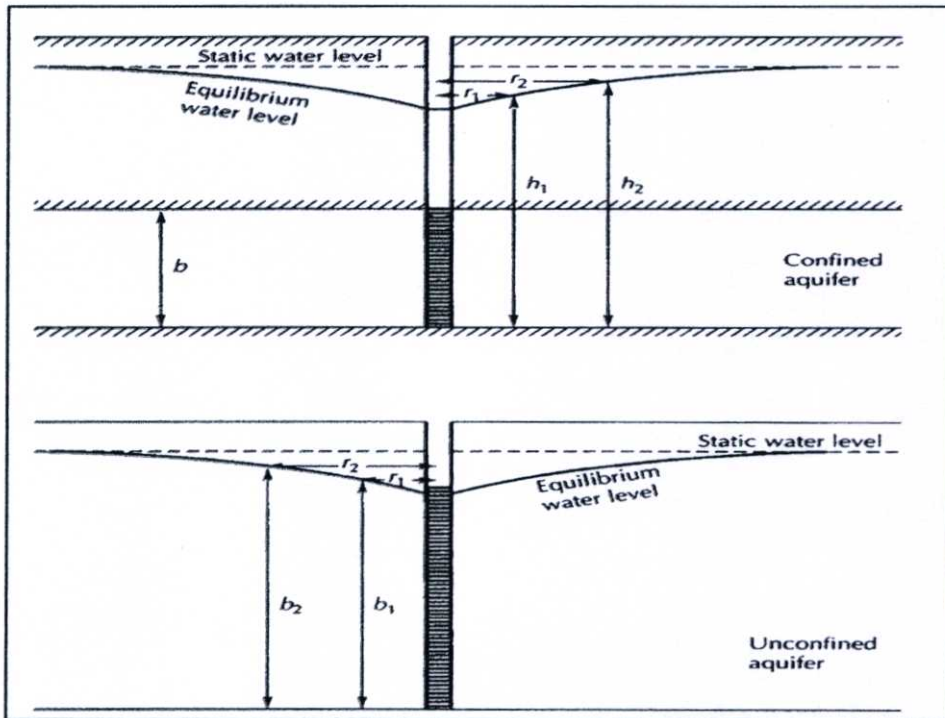 Static water level
r₂
r₁
Equilibrium
water level
h₁
h₂
b
Confined
aquifer
Static water level
r₂
r₁
Equilibrium
water level
b₂
b₁
Unconfined
aquifer